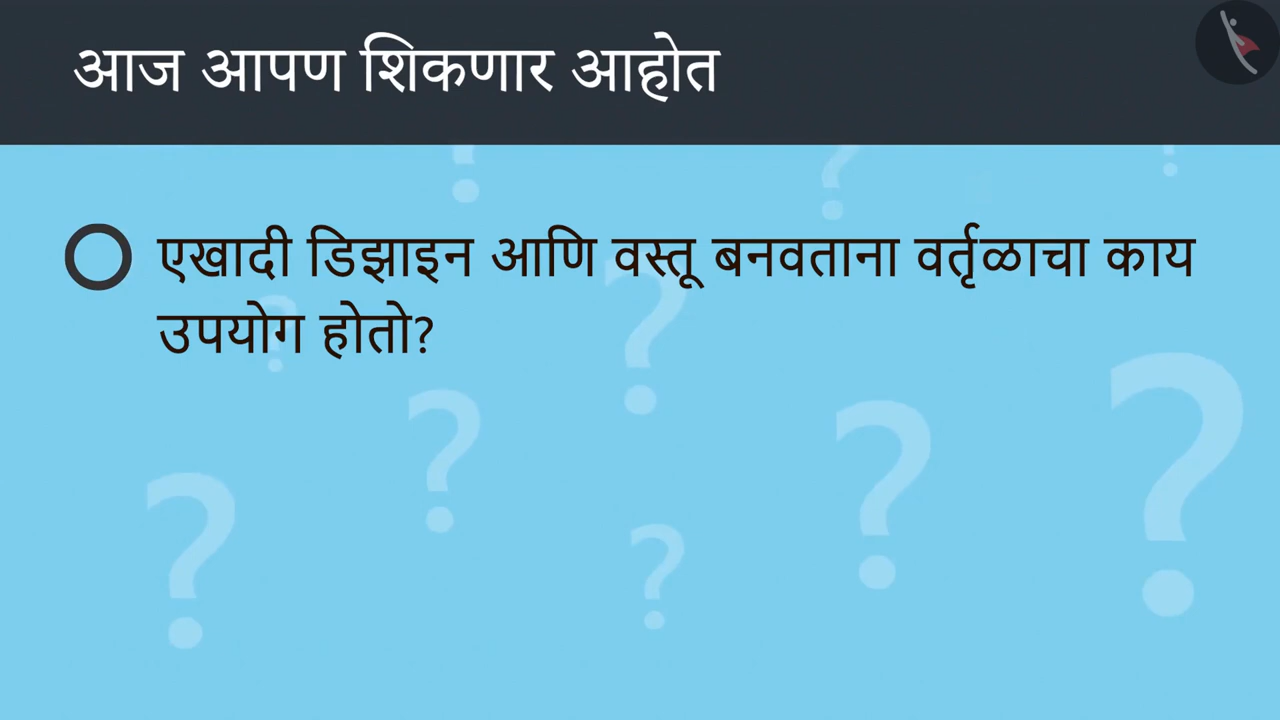 आज आपण शिकणार आहोत
एखादी डिझाइन आणि वस्तू बनवताना वर्तृळाचा काय
उपयोग होतो?